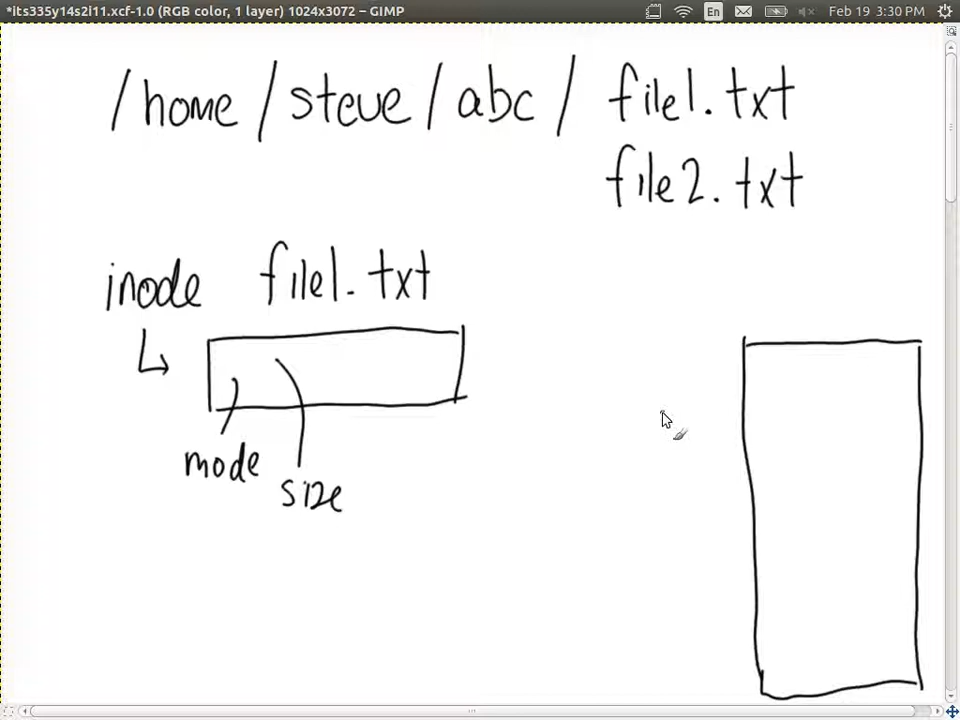 *its335y14s2l11.xcf-1.0 (RGB color, 1 layer) 1024x3072 – GIMP En Feb 19 3:30 PM
/home/steve/abc/ file1.txt
file2.txt
inode file1.txt
mode
size